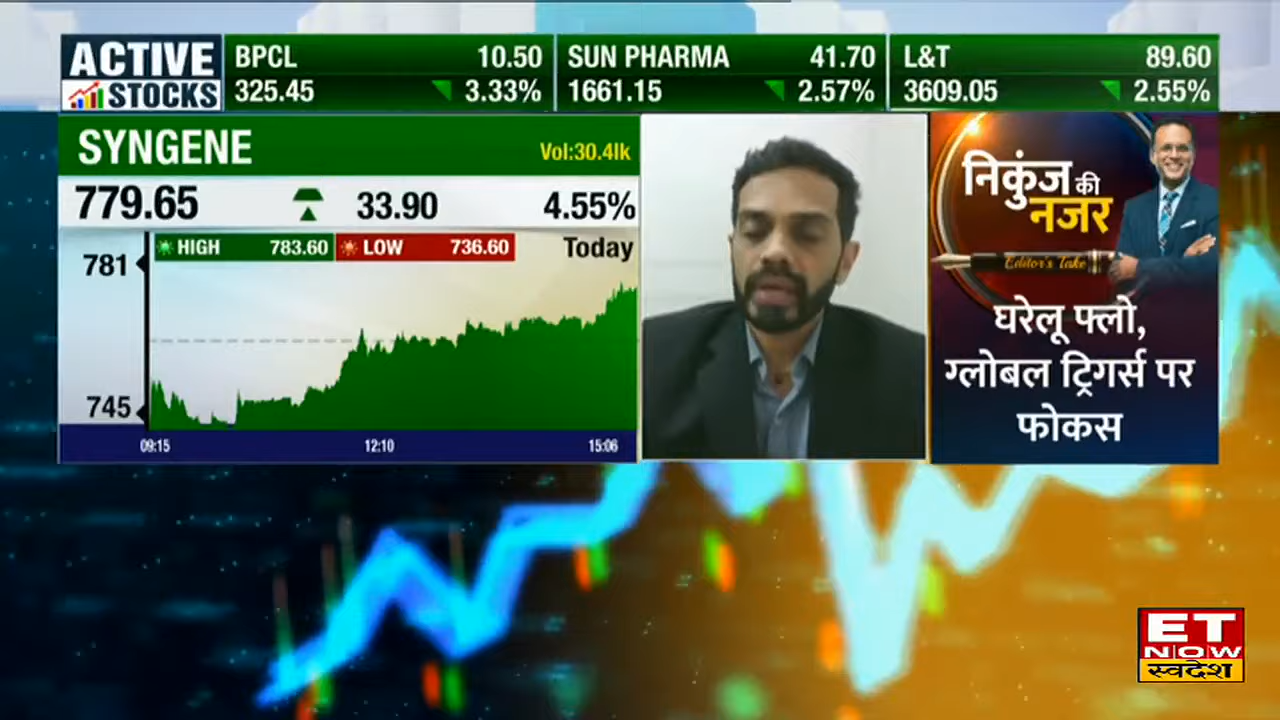 ACTIVE
STOCKS
BPCL 10.50
325.45 3.33%
SUN PHARMA 41.70
1661.15 2.57%
L&T 89.60
3609.05 2.55%
SYNGENE Vol:30.4lk
779.65 33.90 4.55%
HIGH 783.60 LOW 736.60 Today
781
745
09:15 12:10 15:06
निकुंज की
नजर
Editor's Take
घरेलू फ्लो,
ग्लोबल ट्रिगर्स पर
फोकस
ET
NOW
स्वदेश